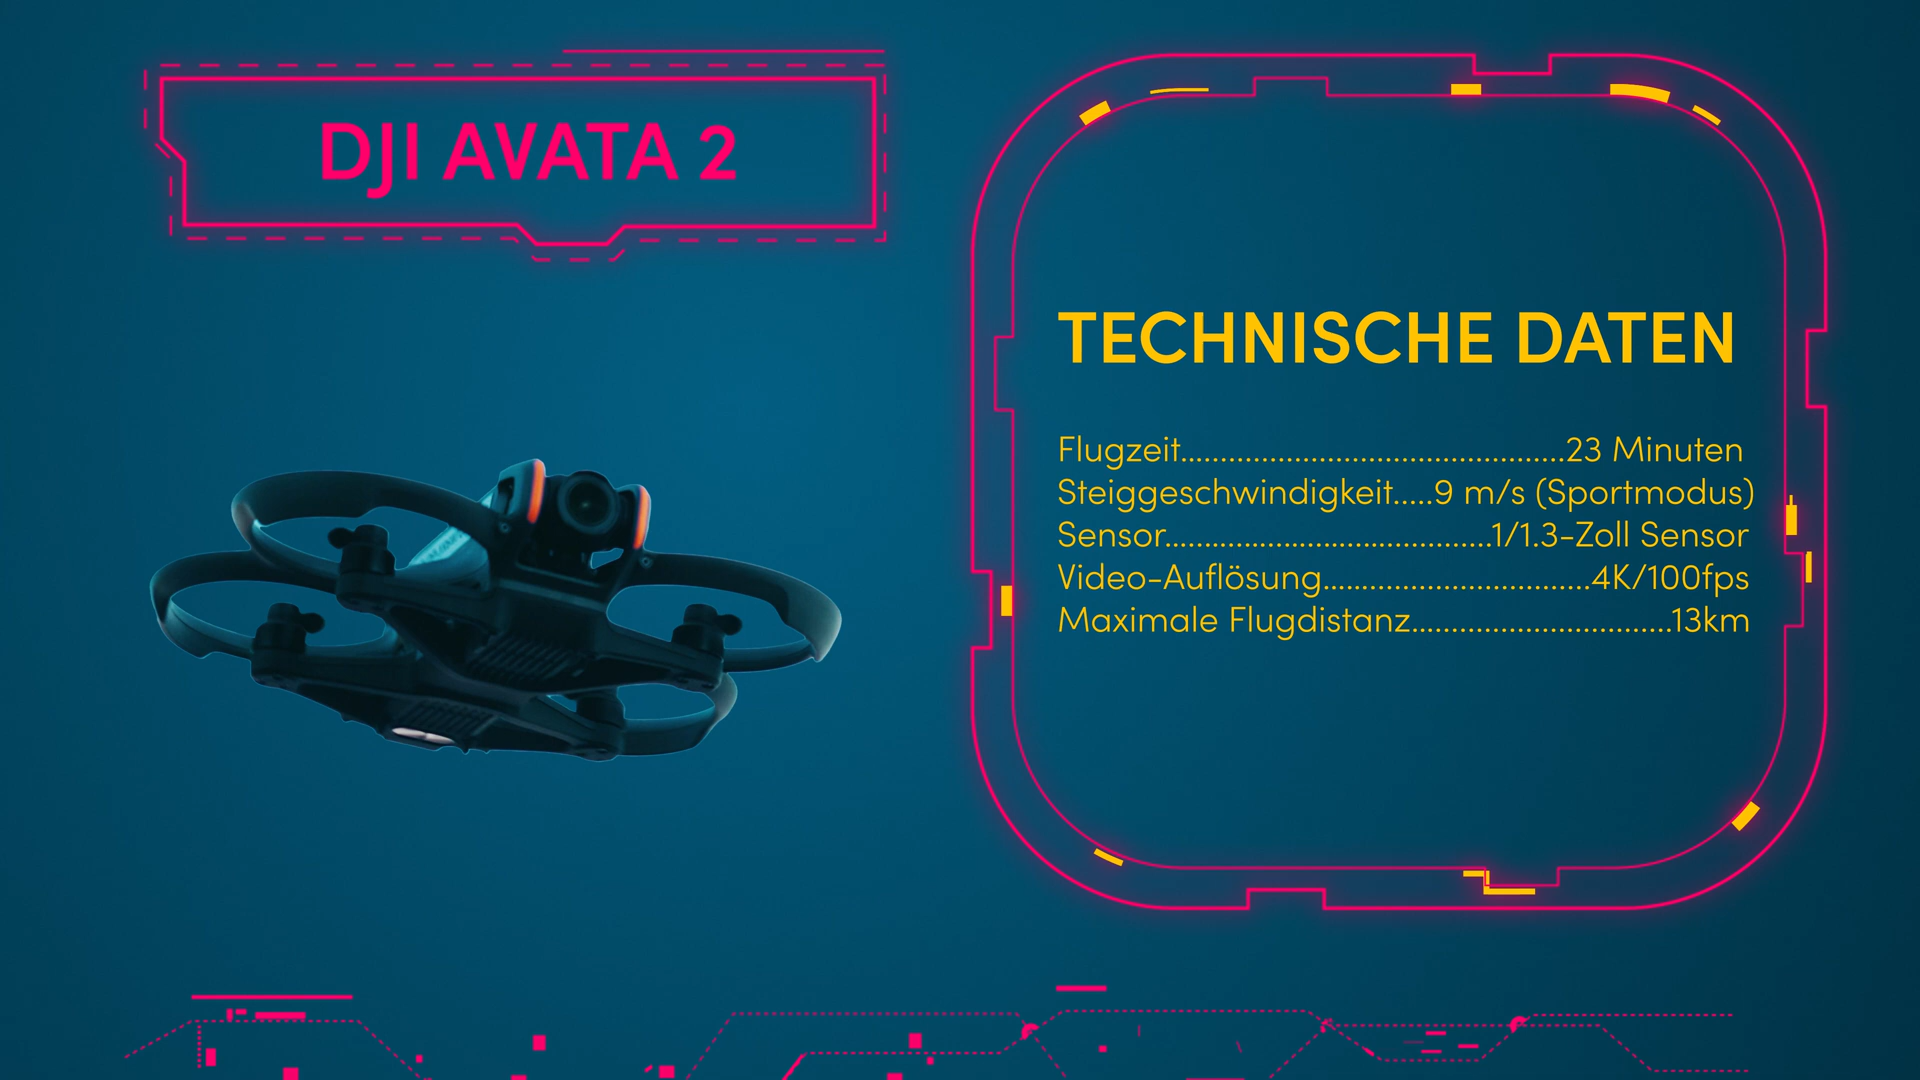 DJI AVATA 2
TECHNISCHE DATEN
Flugzeit.................................................23 Minuten
Steiggeschwindigkeit.....9 m/s (Sportmodus)
Sensor..........................................1/1.3-Zoll Sensor
Video-Auflösung..................................4K/100fps
Maximale Flugdistanz.................................13km